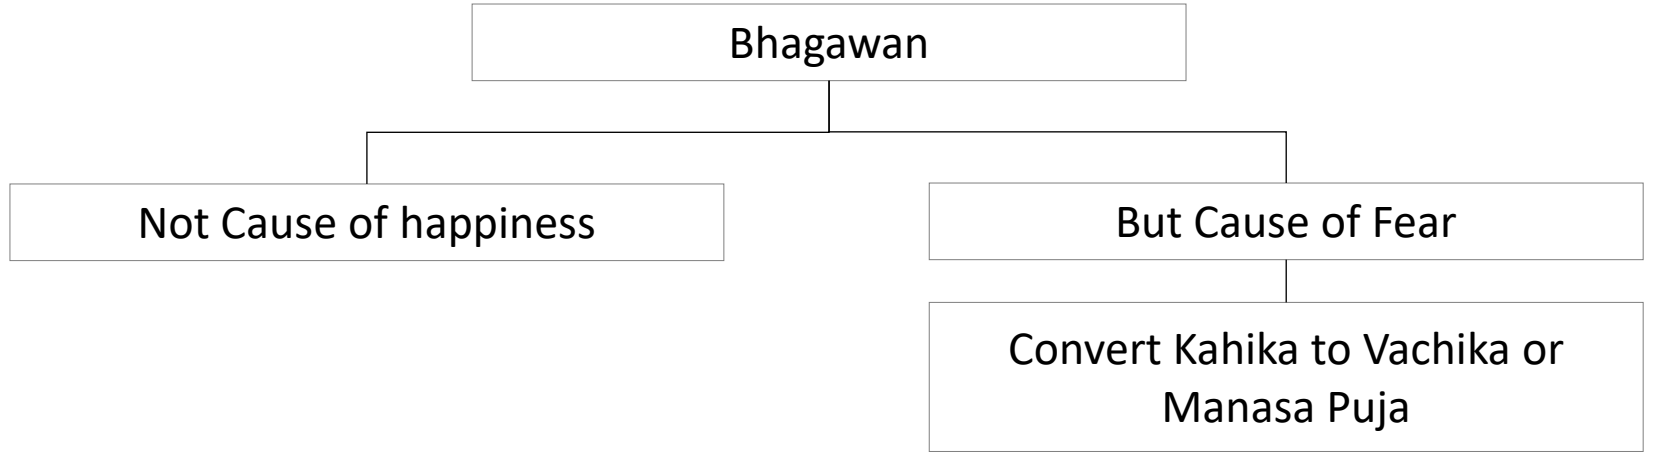 Bhagawan
Not Cause of happiness
But Cause of Fear
Convert Kahika to Vachika or
Manasa Puja